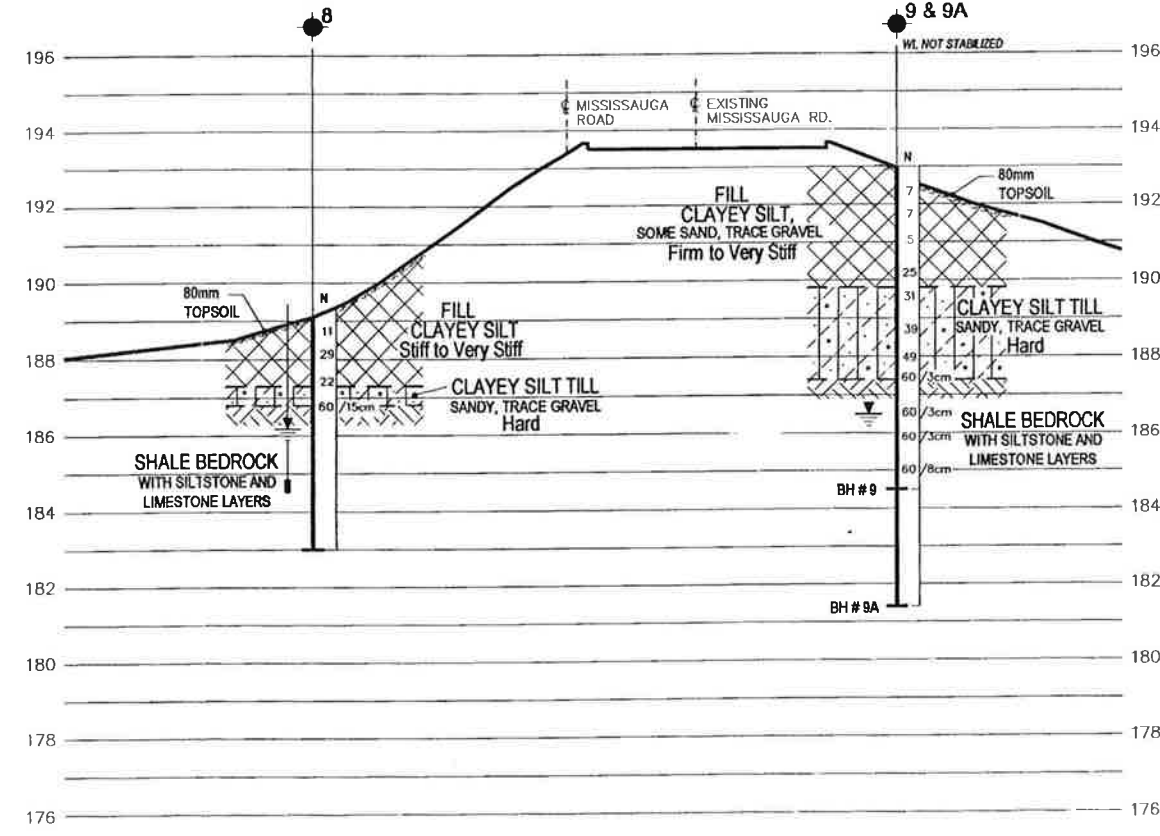 8
9 & 9A
WL NOT STABILIZED
196
196
℄ MISSISSAUGA
ROAD
℄ EXISTING
MISSISSAUGA RD.
194
194
N
80mm
TOPSOIL
7
7
5
25
31
39
49
60 /3cm
60 /3cm
60 /3cm
60 /8cm
FILL
CLAYEY SILT,
SOME SAND, TRACE GRAVEL
Firm to Very Stiff
192
192
190
190
80mm
TOPSOIL
N
11
29
22
60 /15cm
FILL
CLAYEY SILT
Stiff to Very Stiff
CLAYEY SILT TILL
SANDY, TRACE GRAVEL
Hard
188
188
CLAYEY SILT TILL
SANDY, TRACE GRAVEL
Hard
186
186
SHALE BEDROCK
WITH SILTSTONE AND
LIMESTONE LAYERS
SHALE BEDROCK
WITH SILTSTONE AND
LIMESTONE LAYERS
BH # 9
184
184
182
182
BH # 9A
180
180
178
178
176
176